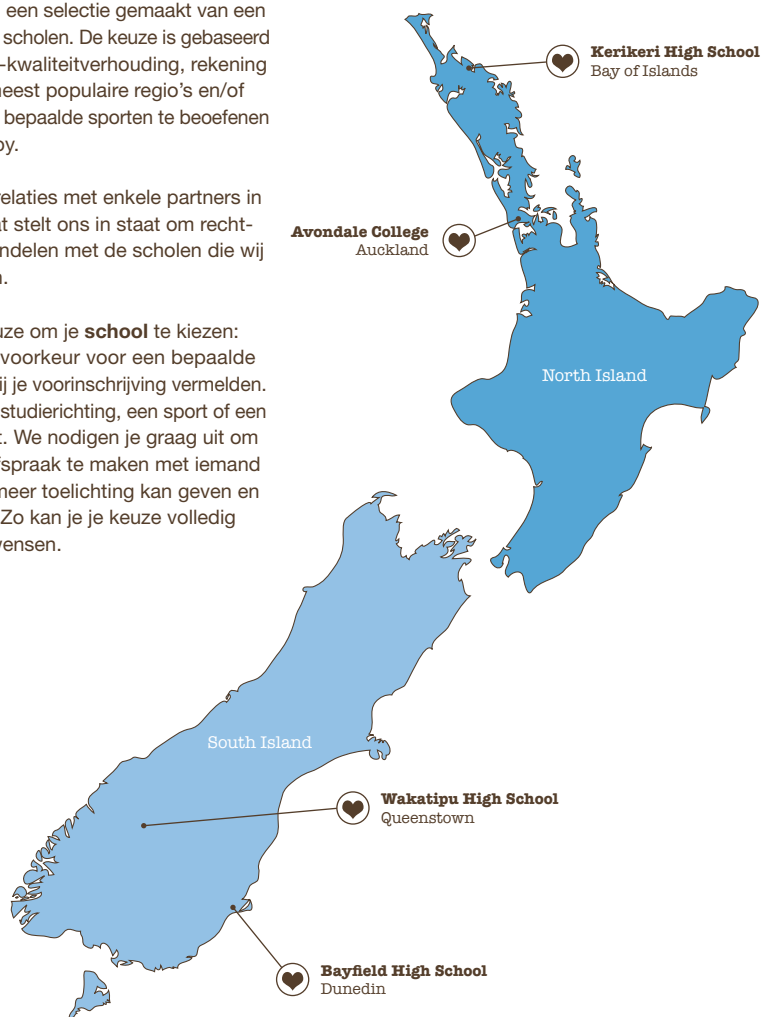 een selectie gemaakt van een
scholen. De keuze is gebaseerd
-kwaliteitverhouding, rekening
meest populaire regio's en/of
bepaalde sporten te beoefenen
by.
relaties met enkele partners in
at stelt ons in staat om recht-
ndelen met de scholen die wij
n.
uze om je school te kiezen:
voorkeur voor een bepaalde
ij je voorinschrijving vermelden.
studierichting, een sport of een
t. We nodigen je graag uit om
fspraak te maken met iemand
meer toelichting kan geven en
Zo kan je je keuze volledig
wensen.
Kerikeri High School
Bay of Islands
Avondale College
Auckland
North Island
South Island
Wakatipu High School
Queenstown
Bayfield High School
Dunedin